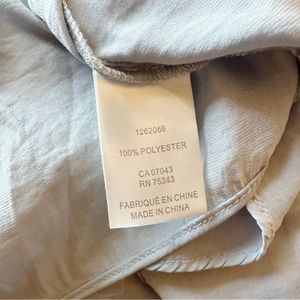 1262066
100% POLYESTER
CA 07043
RN 75343
FABRIQUÉ EN CHINE
MADE IN CHINA